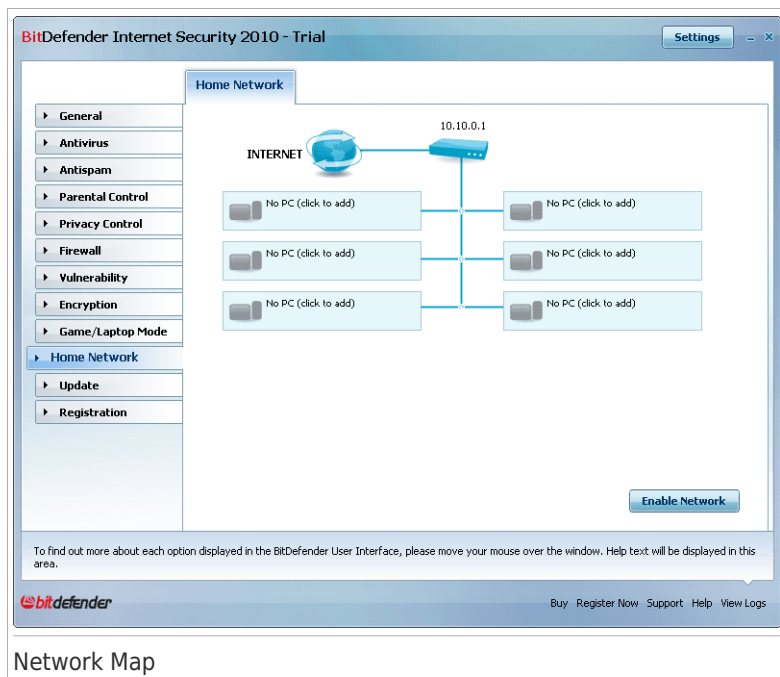 BitDefender Internet Security 2010 - Trial
Settings
Home Network
General
Antivirus
Antispam
Parental Control
Privacy Control
Firewall
Vulnerability
Encryption
Game/Laptop Mode
Home Network
Update
Registration
10.10.0.1
INTERNET
No PC (click to add)
No PC (click to add)
No PC (click to add)
No PC (click to add)
No PC (click to add)
No PC (click to add)
Enable Network
To find out more about each option displayed in the BitDefender User Interface, please move your mouse over the window. Help text will be displayed in this
area.
bitdefender
Buy Register Now Support Help View Logs
Network Map